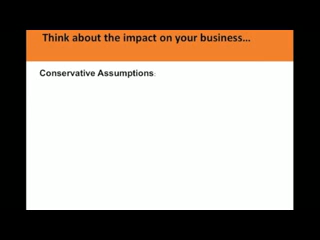 Think about the impact on your business…
Conservative Assumptions: